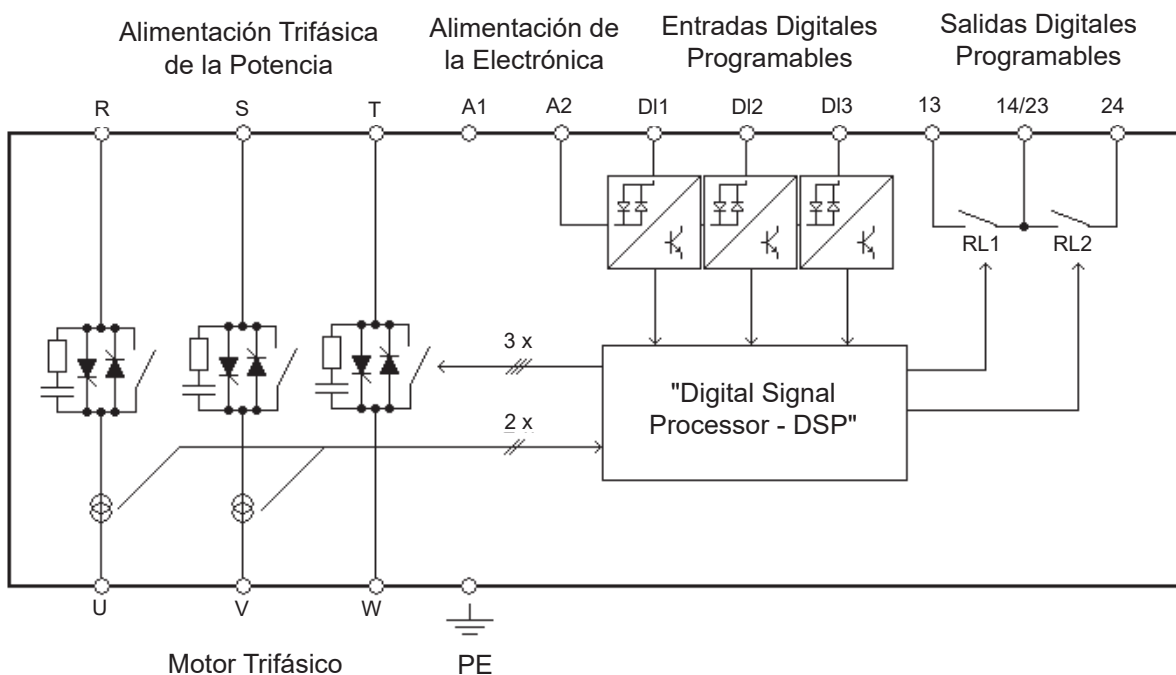 Alimentación Trifásica
de la Potencia
Alimentación de
la Electrónica
Entradas Digitales
Programables
Salidas Digitales
Programables
R
S
T
A1
A2
DI1
DI2
DI3
13
14/23
24
RL1
RL2
3 x
"Digital Signal
Processor - DSP"
2 x
U
V
W
Motor Trifásico
PE